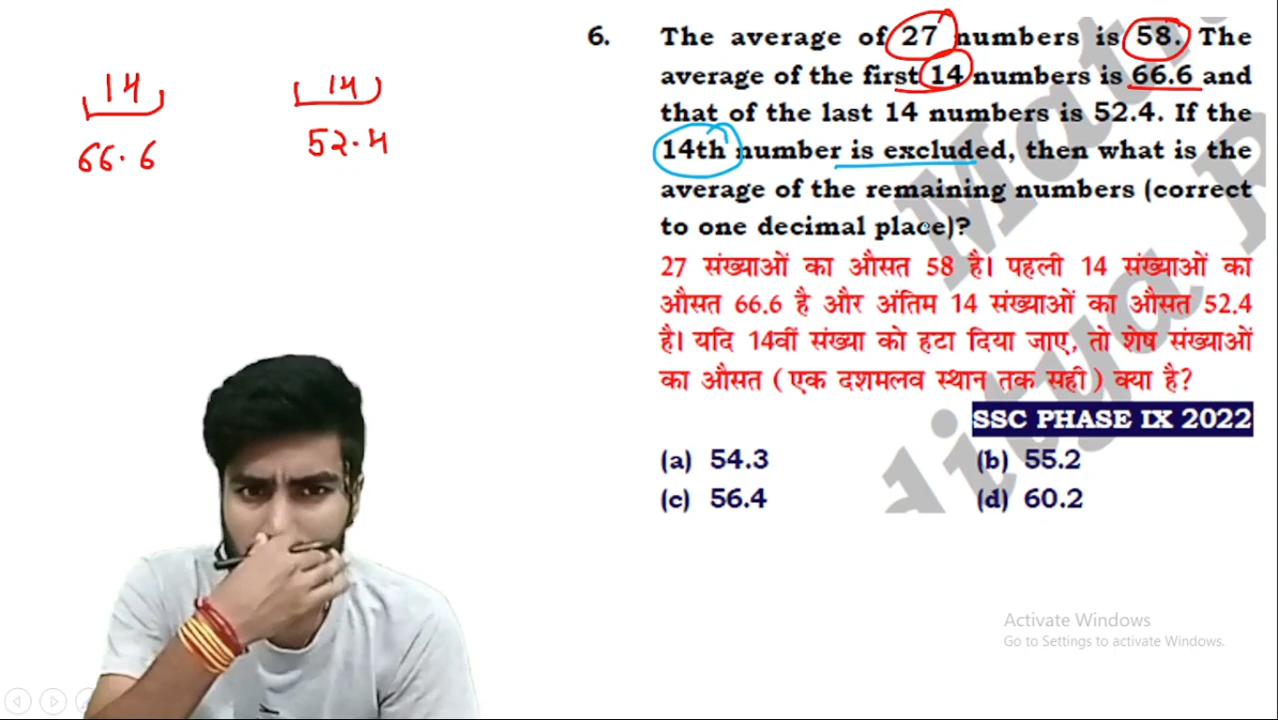 14 14
66.6 52.4
6. The average of 27 numbers is 58. The
average of the first 14 numbers is 66.6 and
that of the last 14 numbers is 52.4. If the
14th number is excluded, then what is the
average of the remaining numbers (correct
to one decimal place)?
27 संख्याओं का औसत 58 है। पहली 14 संख्याओं का
औसत 66.6 है और अंतिम 14 संख्याओं का औसत 52.4
है। यदि 14वीं संख्या को हटा दिया जाए, तो शेष संख्याओं
का औसत (एक दशमलव स्थान तक सही) क्या है?
SSC PHASE IX 2022
(a) 54.3 (b) 55.2
(c) 56.4 (d) 60.2
Activate Windows
Go to Settings to activate Windows.